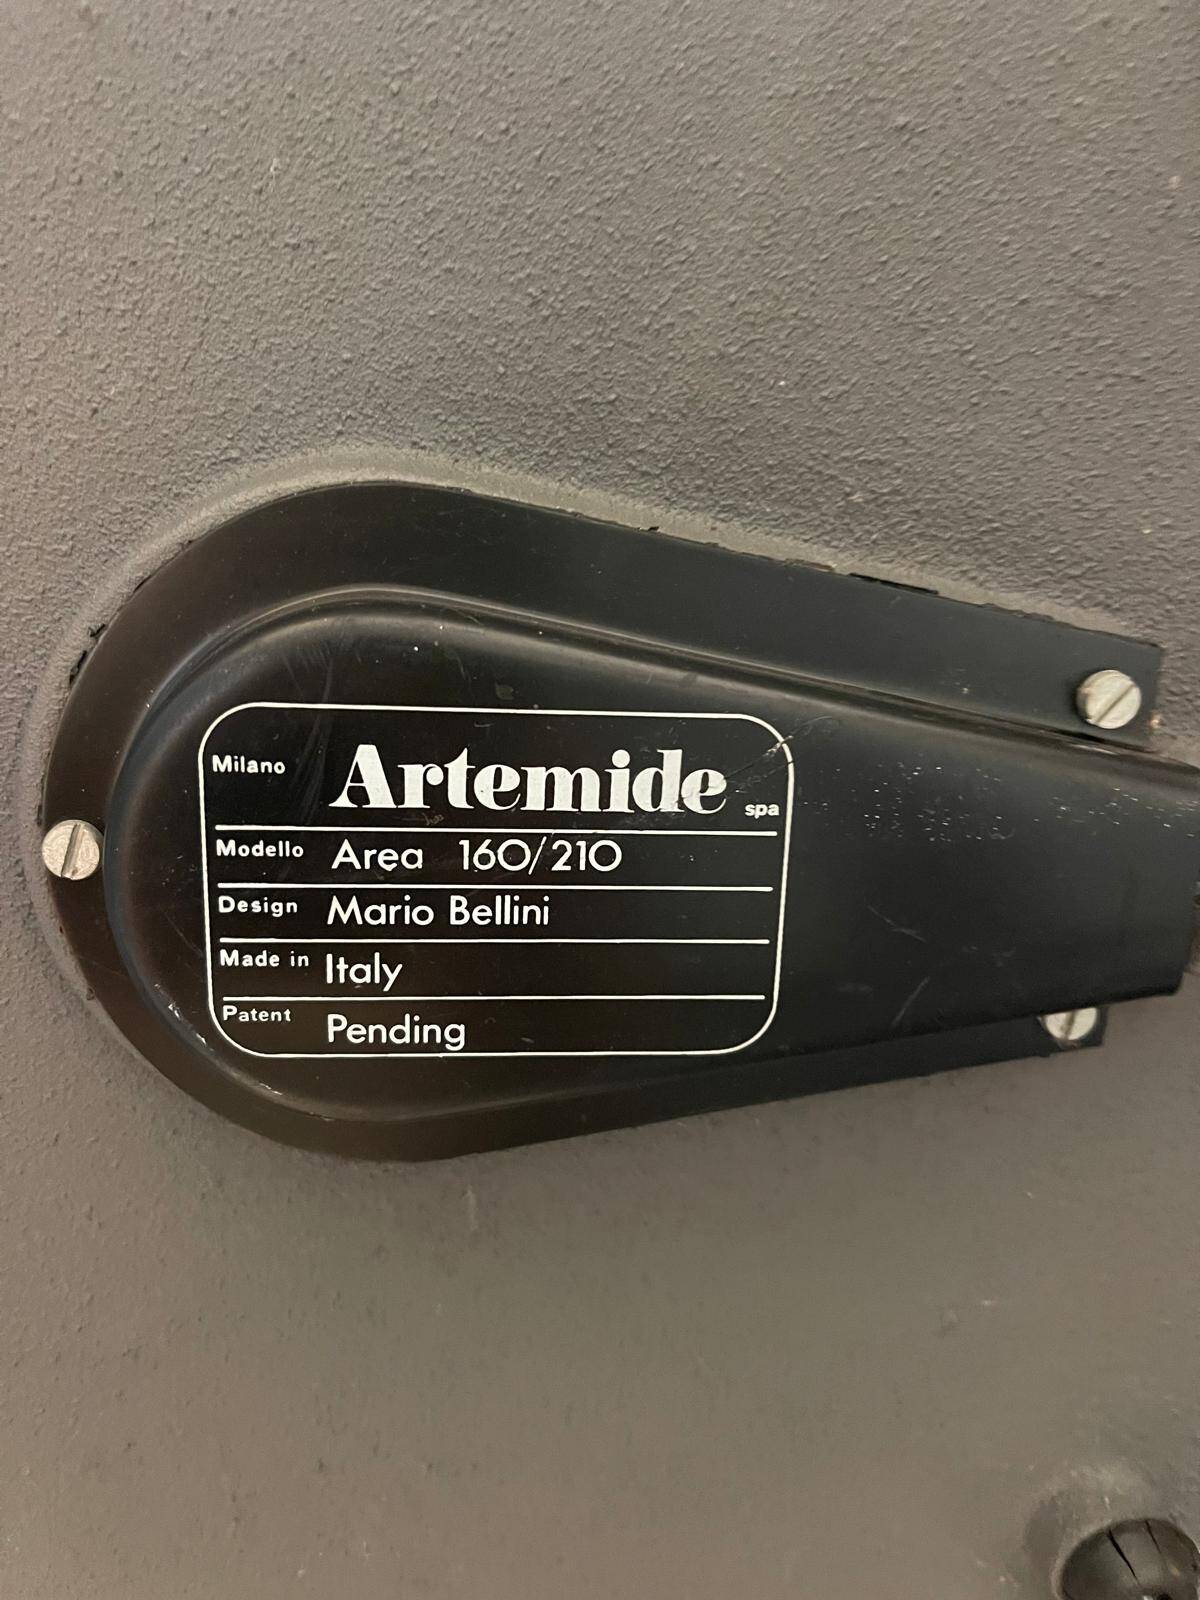 Milano Artemide spa
Modello Area 160/210
Design Mario Bellini
Made in Italy
Patent Pending